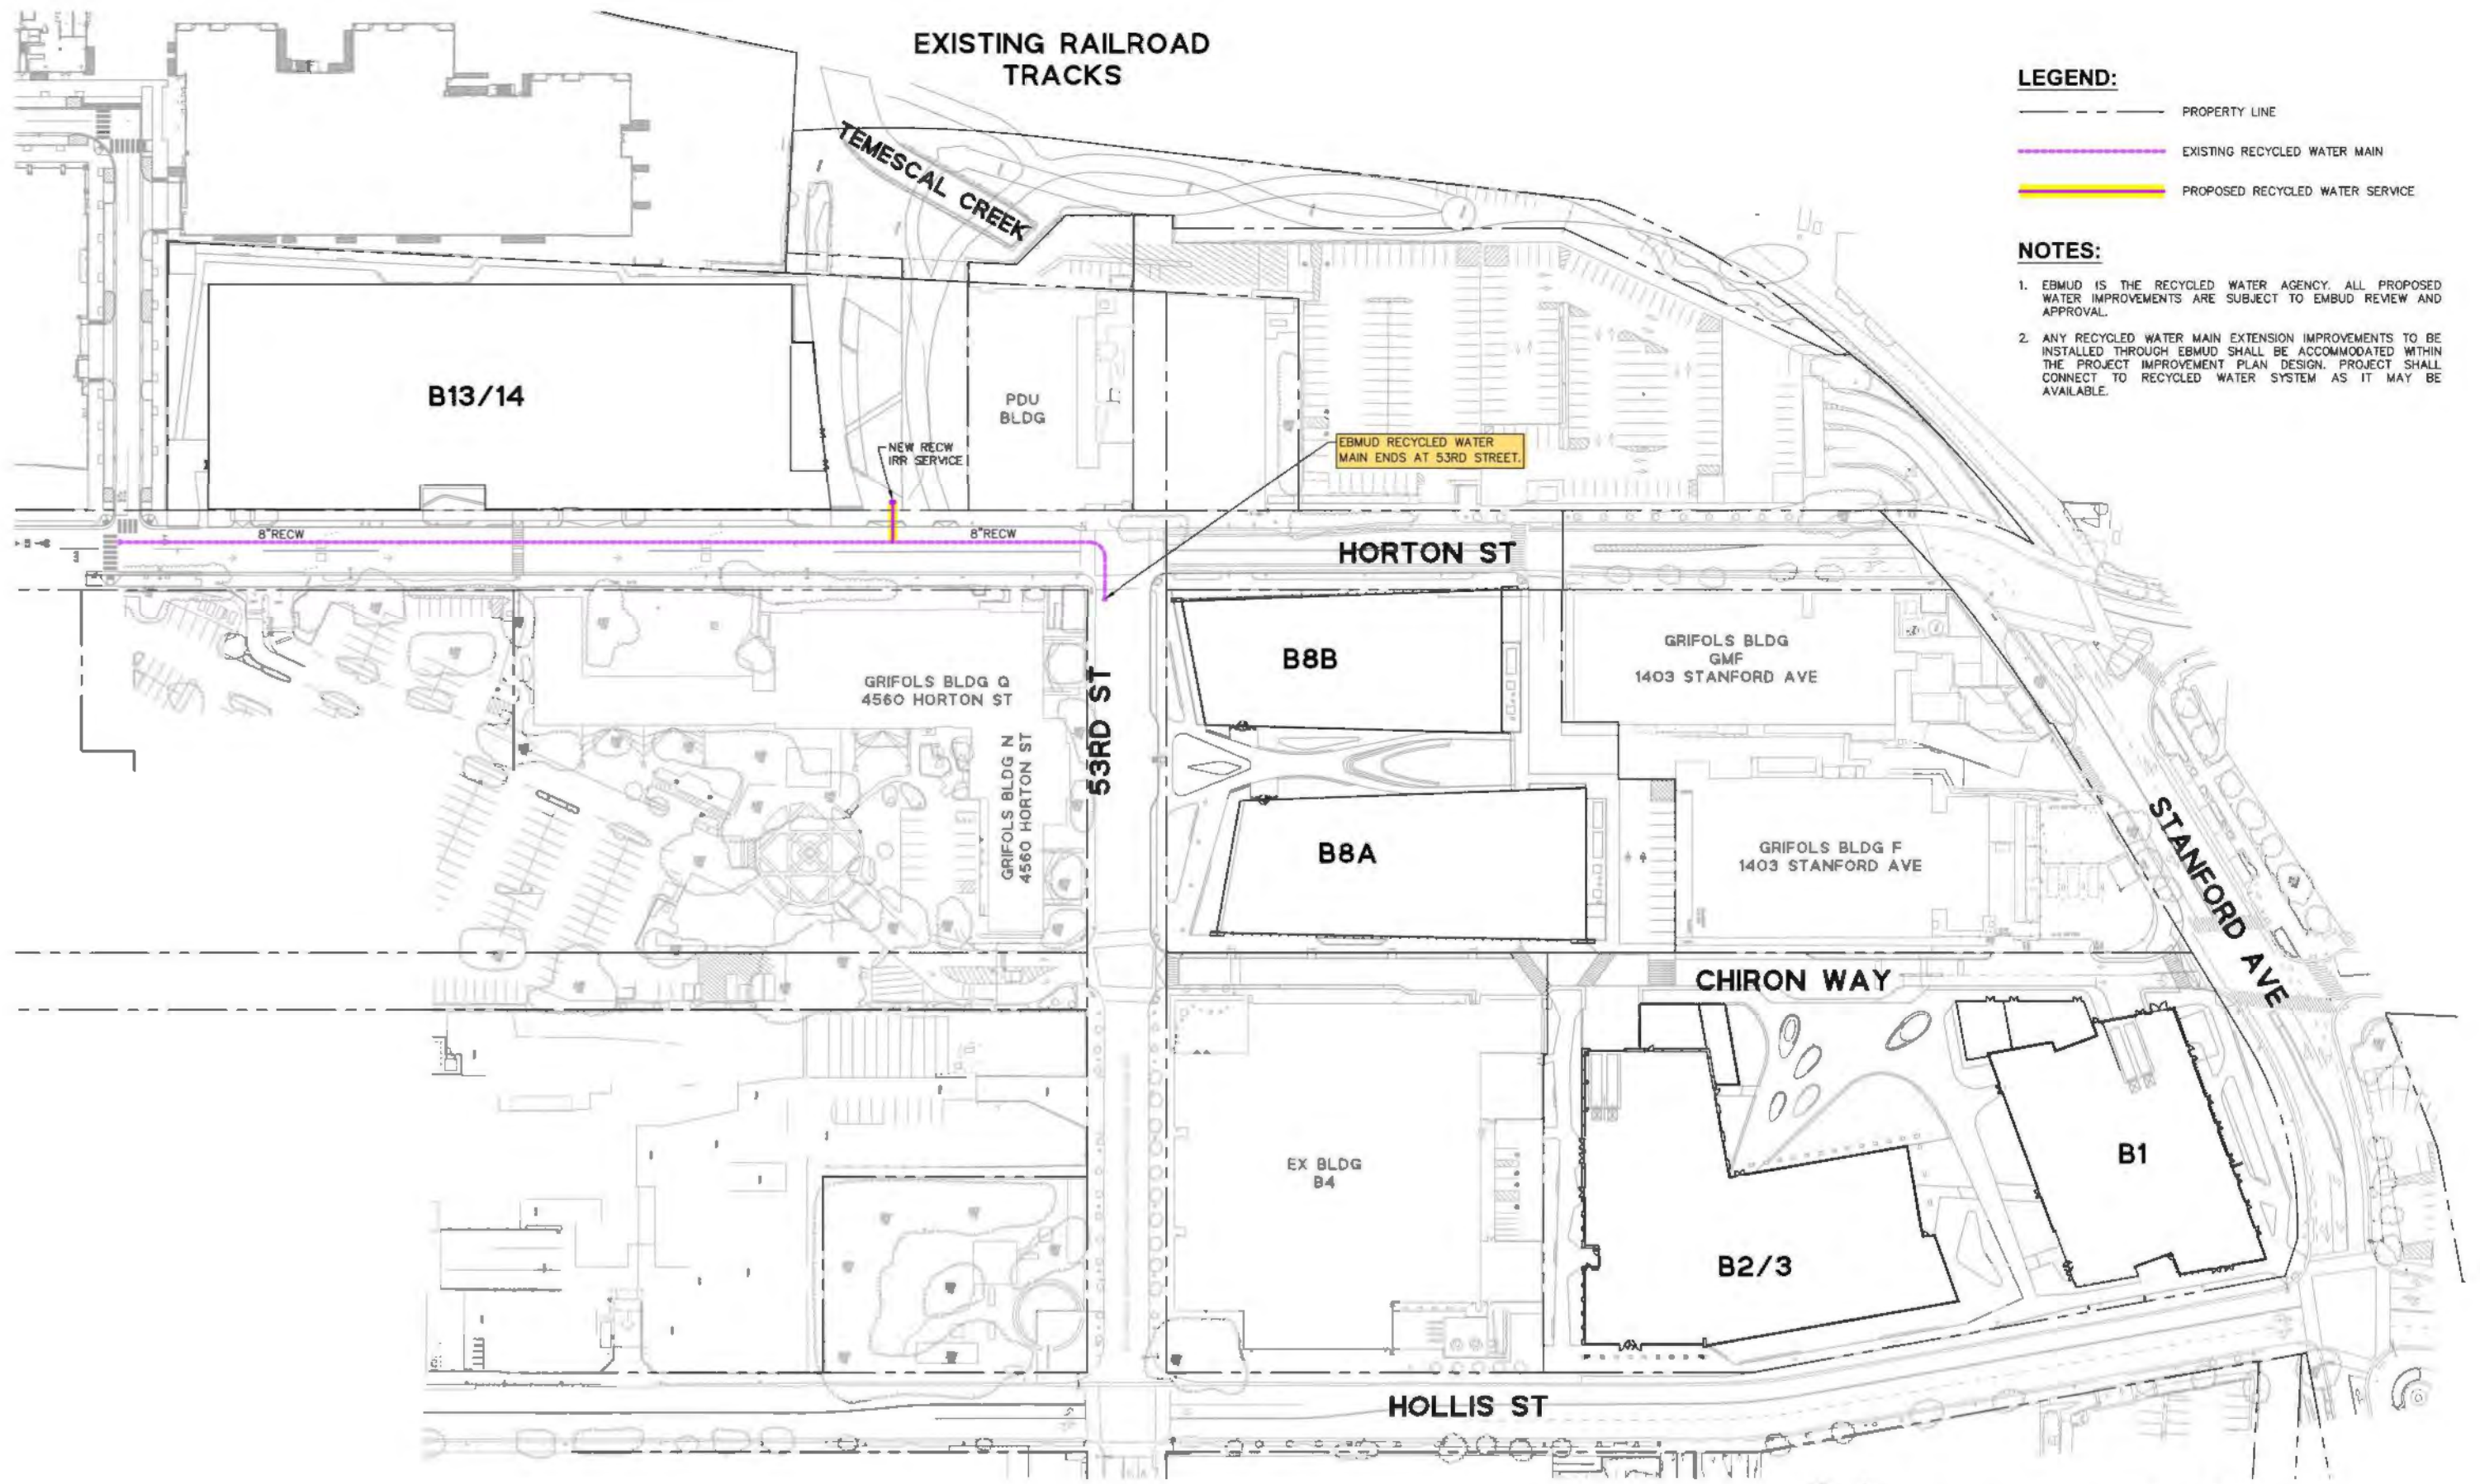 EXISTING RAILROAD
TRACKS
LEGEND:
PROPERTY LINE
EXISTING RECYCLED WATER MAIN
PROPOSED RECYCLED WATER SERVICE
NOTES:
1. EBMUD IS THE RECYCLED WATER AGENCY. ALL PROPOSED
WATER IMPROVEMENTS ARE SUBJECT TO EMBUD REVIEW AND
APPROVAL.
2. ANY RECYCLED WATER MAIN EXTENSION IMPROVEMENTS TO BE
INSTALLED THROUGH EBMUD SHALL BE ACCOMMODATED WITHIN
THE PROJECT IMPROVEMENT PLAN DESIGN. PROJECT SHALL
CONNECT TO RECYCLED WATER SYSTEM AS IT MAY BE
AVAILABLE.
TEMESCAL CREEK
B13/14
PDU
BLDG
NEW RECW
IRR SERVICE
EBMUD RECYCLED WATER
MAIN ENDS AT 53RD STREET.
8"RECW
8"RECW
HORTON ST
GRIFOLS BLDG Q
4560 HORTON ST
GRIFOLS BLDG N
4560 HORTON ST
53RD ST
B8B
GRIFOLS BLDG
GMF
1403 STANFORD AVE
B8A
GRIFOLS BLDG F
1403 STANFORD AVE
STANFORD AVE
CHIRON WAY
EX BLDG
B4
B2/3
B1
HOLLIS ST